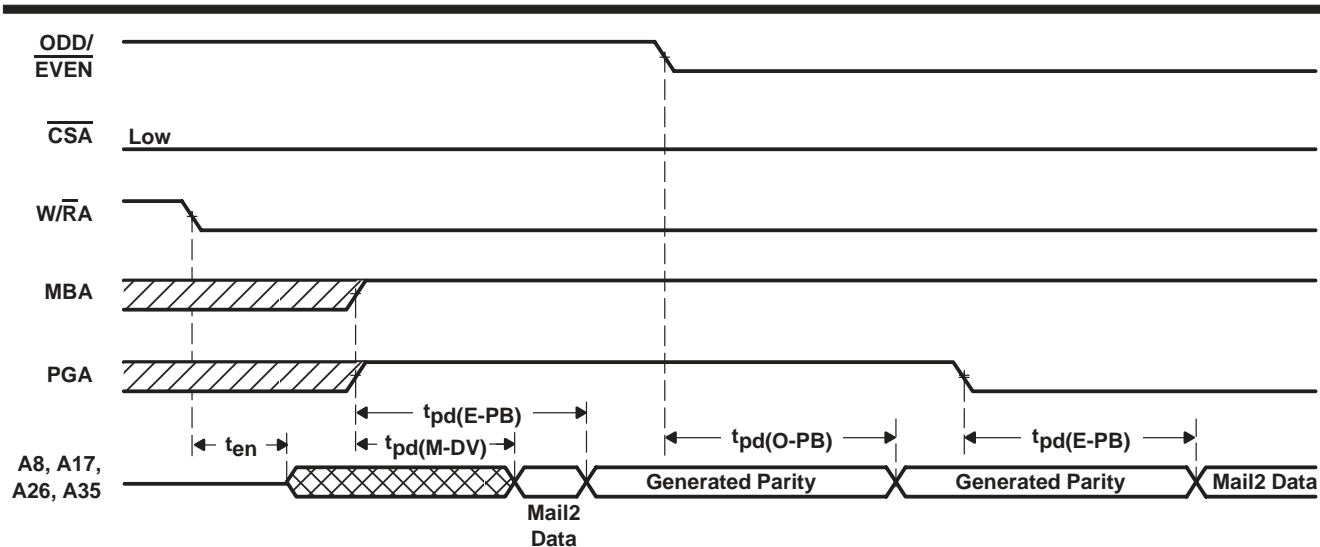 ODD/
EVEN
CSA
Low
W/RA
MBA
PGA
tpd(E-PB)
ten
tpd(M-DV)
tpd(O-PB)
tpd(E-PB)
A8, A17,
A26, A35
Generated Parity
Generated Parity
Mail2 Data
Mail2
Data